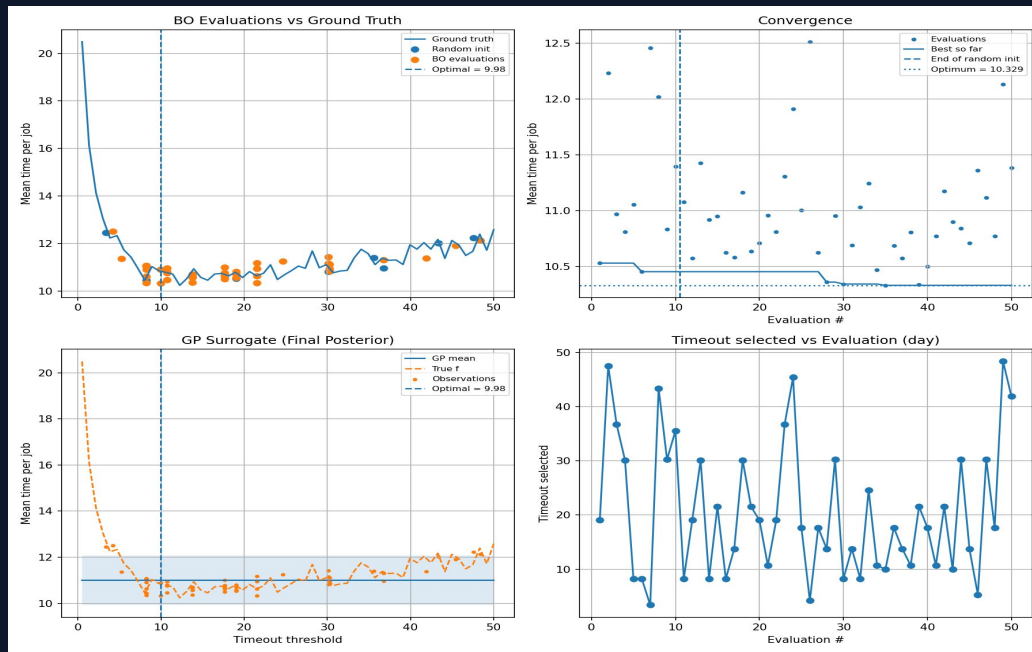 BO Evaluations vs Ground Truth
Mean time per job
20
18
16
14
12
10
0
10
20
30
40
50
Ground truth
Random init
BO evaluations
Optimal = 9.98
Convergence
Mean time per job
12.5
12.0
11.5
11.0
10.5
0
10
20
30
40
50
Evaluation #
Evaluations
Best so far
End of random init
Optimum = 10.329
GP Surrogate (Final Posterior)
Mean time per job
20
18
16
14
12
10
0
10
20
30
40
50
Timeout threshold
GP mean
True f
Observations
Optimal = 9.98
Timeout vs Evaluation (day)
Timeout selected
50
40
30
20
10
0
10
20
30
40
50
Evaluation #